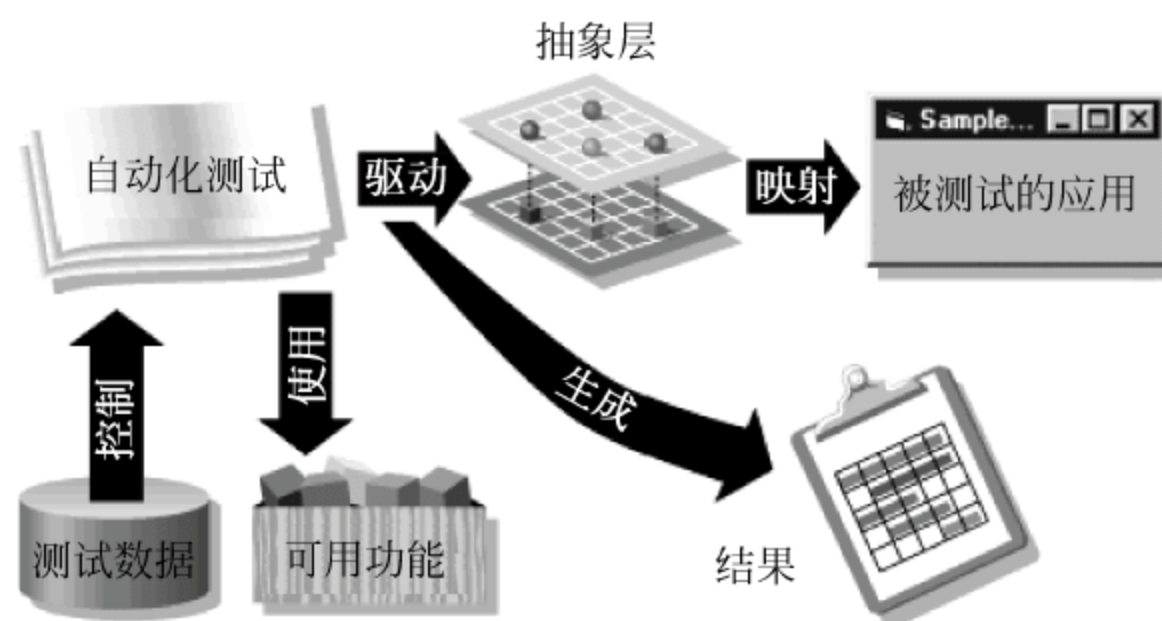 抽象层
Sample...
自动化测试
驱动
映射
被测试的应用
控制
使用
生成
测试数据
可用功能
结果